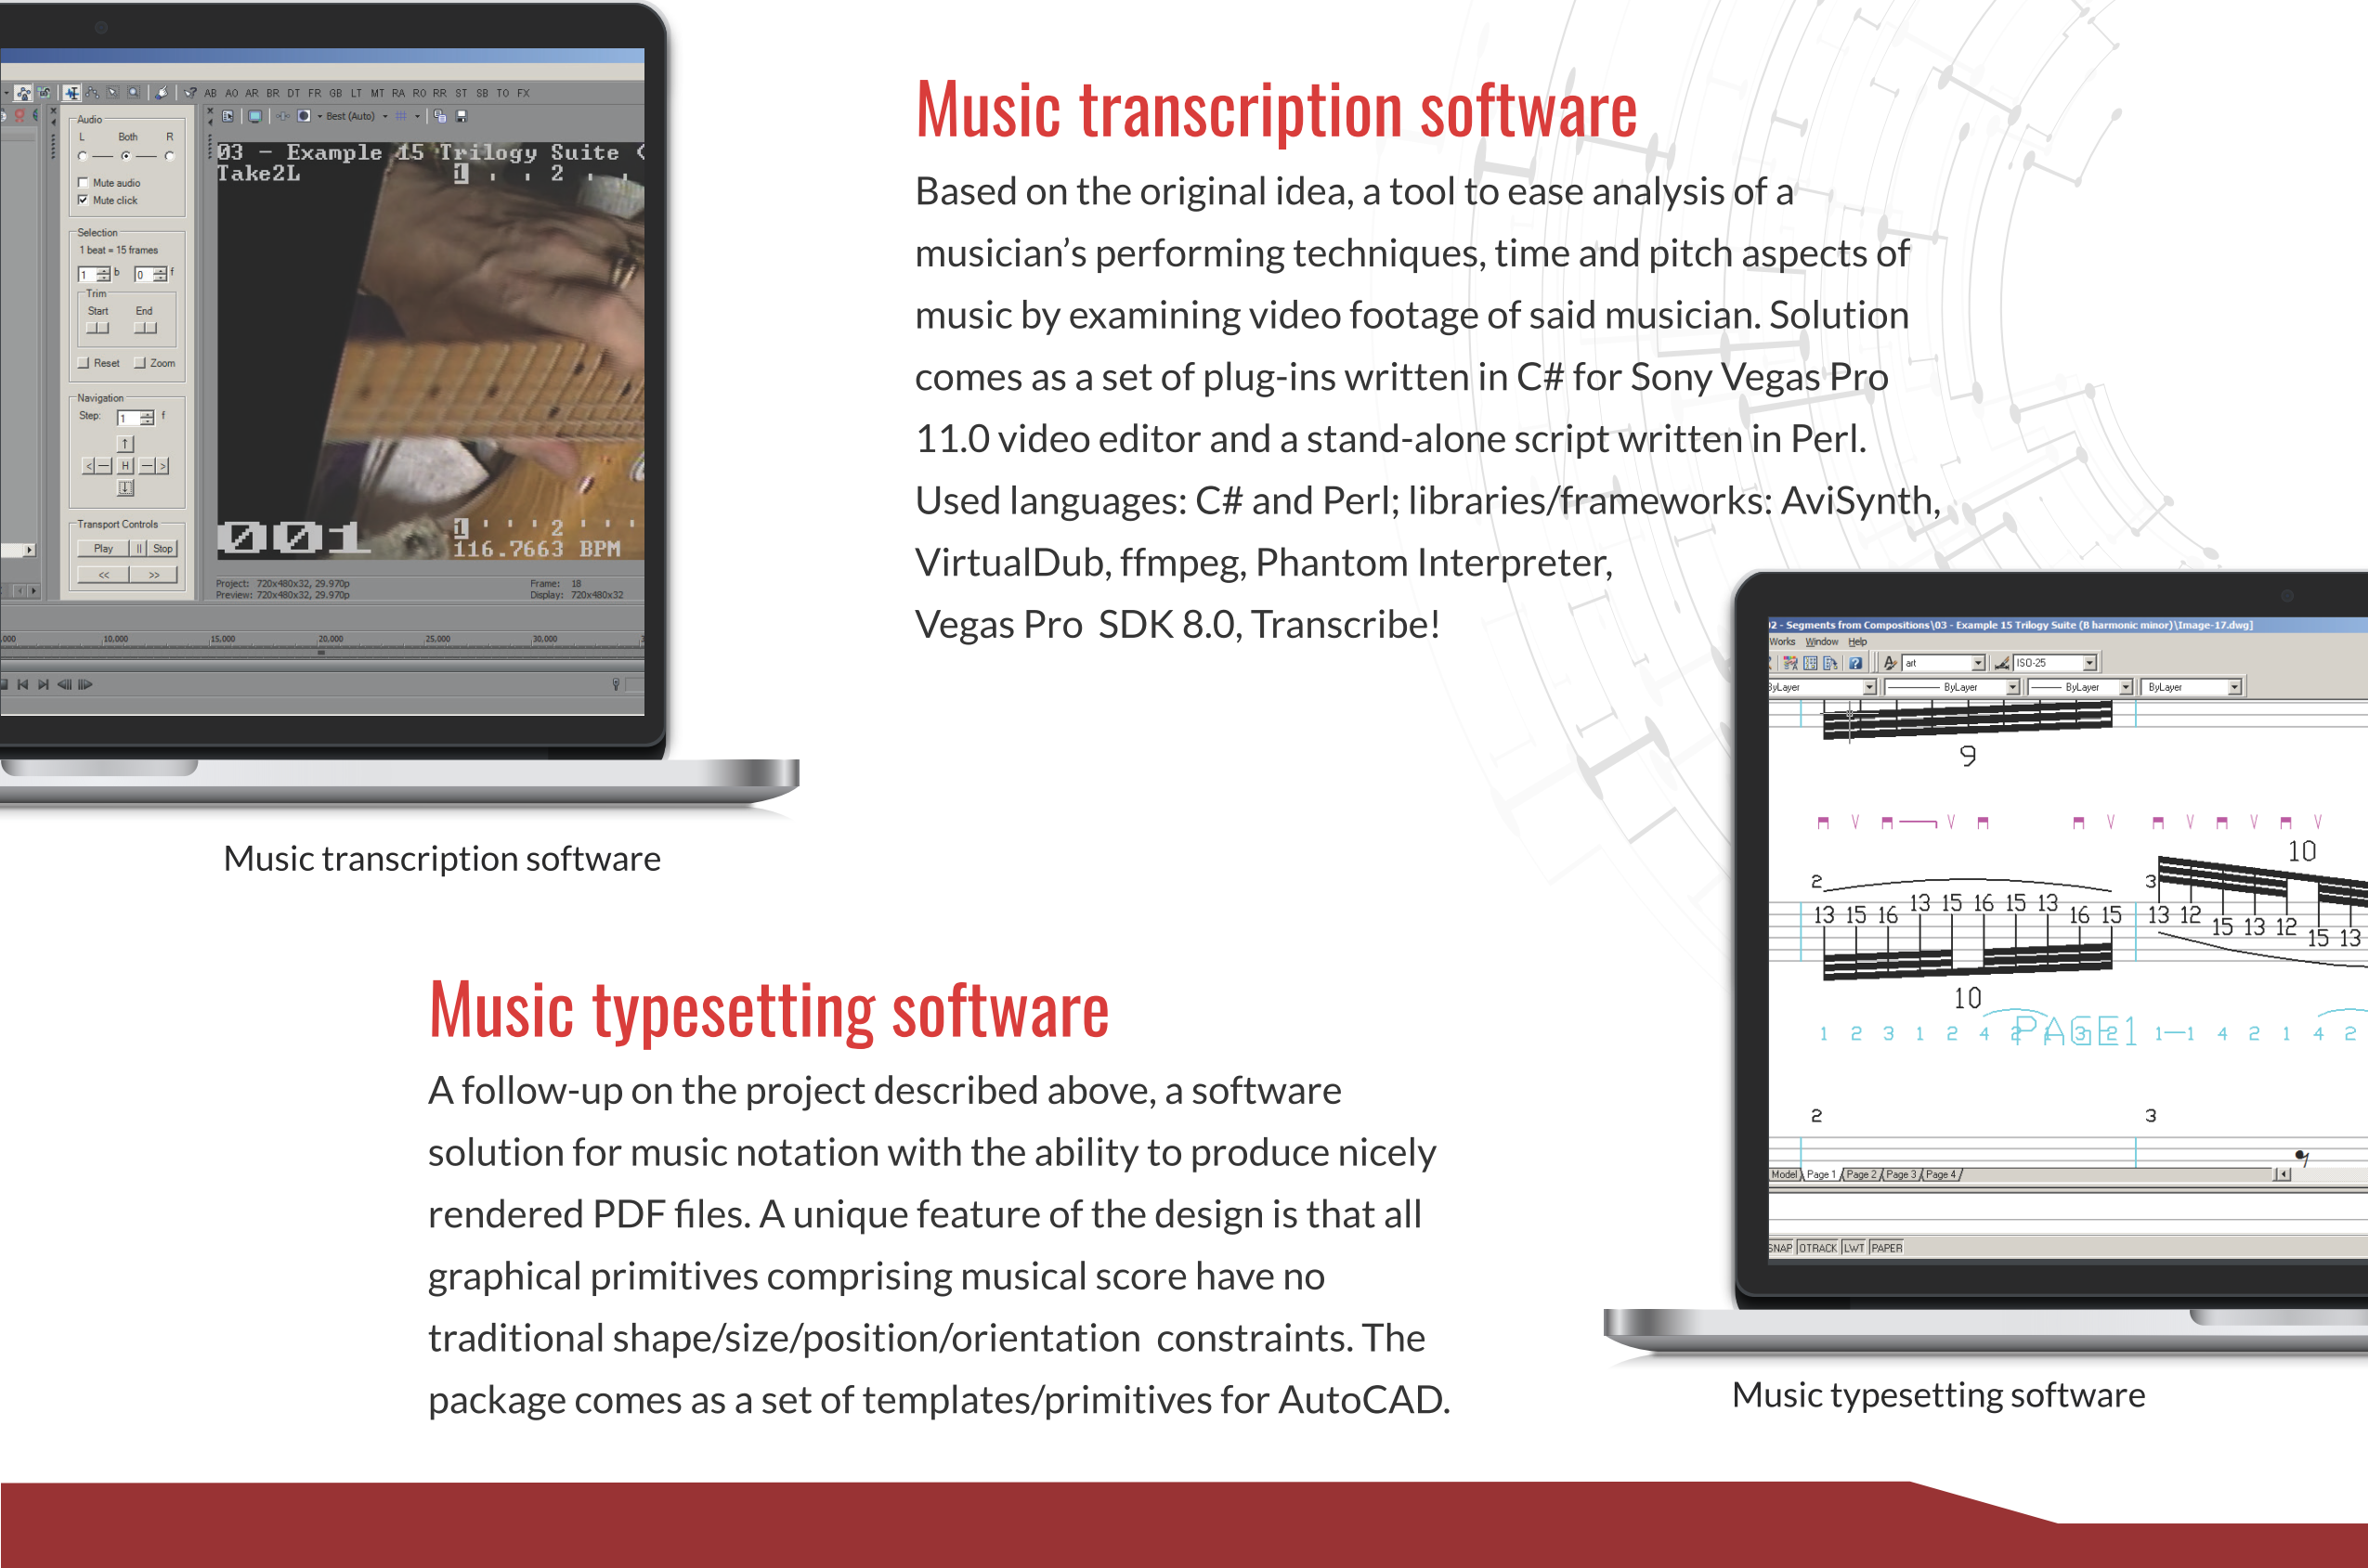 AB AO AR BR DT FR GB LT MT RA RO RR ST SB TO FX
Best (Auto)
Audio
L Both R
Mute audio
Mute click
Selection
1 beat = 15 frames
1 b 0 f
Trim
Start End
Reset Zoom
Navigation
Step: 1 f
H
Transport Controls
Play || Stop
<< >>
03 - Example 15 Trilogy Suite (
Take2L
1 2
001
1 2
116.7663 BPM
Project: 720x480x32, 29.970p
Preview: 720x480x32, 29.970p
Frame: 18
Display: 720x480x32
,000 10,000 15,000 20,000 25,000 30,000
Music transcription software
Music transcription software
Based on the original idea, a tool to ease analysis of a
musician’s performing techniques, time and pitch aspects of
music by examining video footage of said musician. Solution
comes as a set of plug-ins written in C# for Sony Vegas Pro
11.0 video editor and a stand-alone script written in Perl.
Used languages: C# and Perl; libraries/frameworks: AviSynth,
VirtualDub, ffmpeg, Phantom Interpreter,
Vegas Pro SDK 8.0, Transcribe!
Music typesetting software
A follow-up on the project described above, a software
solution for music notation with the ability to produce nicely
rendered PDF files. A unique feature of the design is that all
graphical primitives comprising musical score have no
traditional shape/size/position/orientation constraints. The
package comes as a set of templates/primitives for AutoCAD.
2 - Segments from Compositions\03 - Example 15 Trilogy Suite (B harmonic minor)\Image-17.dwg]
Works Window Help
art ISO-25
ByLayer ByLayer ByLayer ByLayer
9
10
2 3
13 15 16 13 15 16 15 13 16 15 13 12 15 13 12 15 13
10
1 2 3 1 2 4 2 1 3 2 1—1 4 2 1 4 2
PAGE1
2 3
Model Page 1 Page 2 Page 3 Page 4
SNAP OTRACK LWT PAPER
Music typesetting software